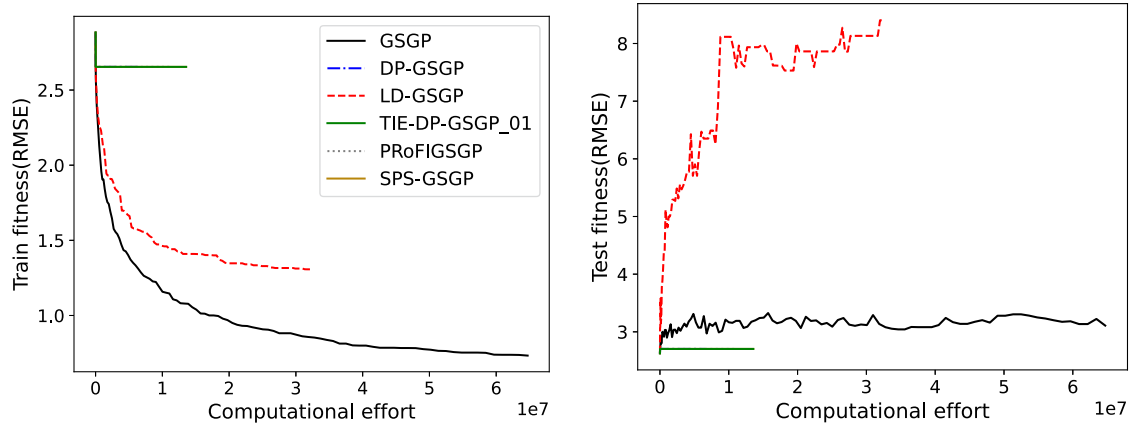 Train fitness(RMSE)
2.5
2.0
1.5
1.0
GSGP
DP-GSGP
LD-GSGP
TIE-DP-GSGP_01
PRoFIGSGP
SPS-GSGP
0 1 2 3 4 5 6
1e7
Computational effort
Test fitness(RMSE)
8
7
6
5
4
3
0 1 2 3 4 5 6
1e7
Computational effort